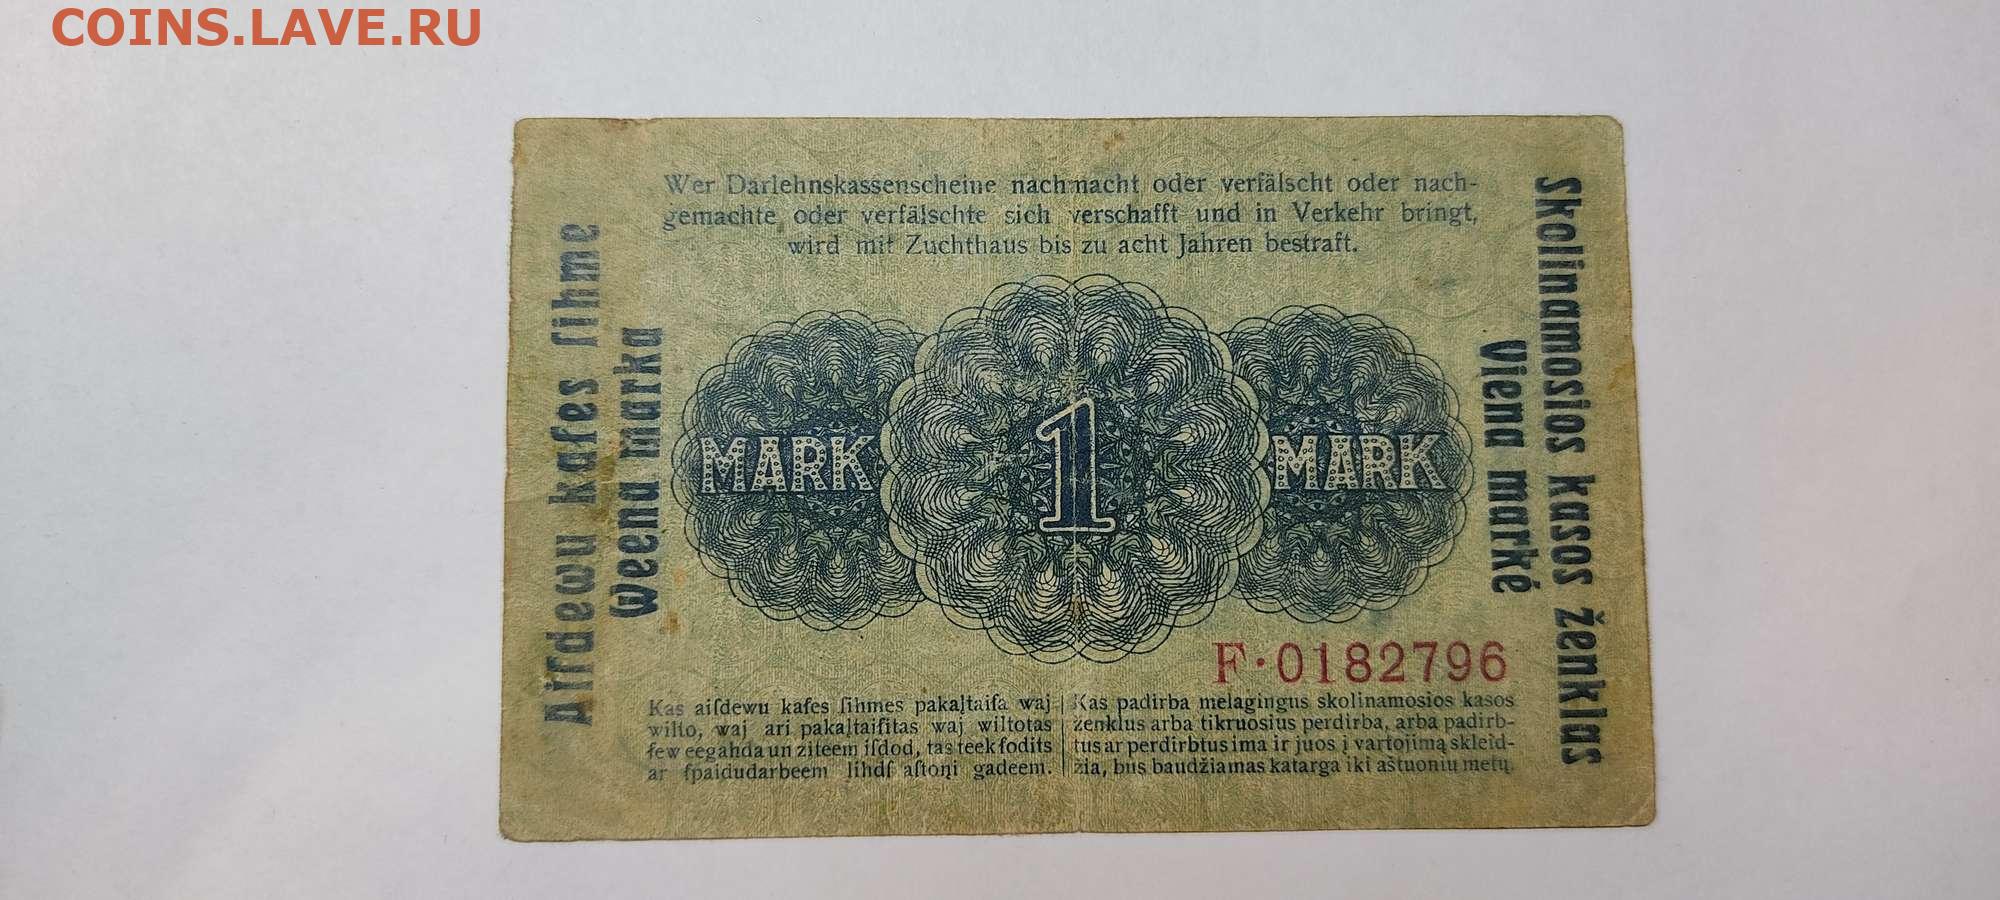 COINS.LAVE.RU
Wer Darlehnskassenscheine nachmacht oder verfälscht oder nach-
gemachte oder verfälschte sich verschafft und in Verkehr bringt,
wird mit Zuchthaus bis zu acht Jahren bestraft.
Aiſdewu kaſes ſihme
Weena marka
MARK
1
MARK
Skolinamosios kasos ženklas
Viena markė
F·0182796
Kas aiſdewu kaſes ſihmes pakaļtaiſa waj
wilto, waj ari pakaļtaiſitas waj wiltotas
ſew eegahda un ziteem iſdod, tas teek ſodits
ar ſpaidu darbeem lihdſ aſtoņi gadeem.
Kas padirba melagingus skolinamosios kasos
ženklus arba tikruosius perdirba, arba padirb-
tus ar perdirbtus ima ir juos į vartojimą skleid-
žia, bus baudžiamas katarga iki aštuonių metų.